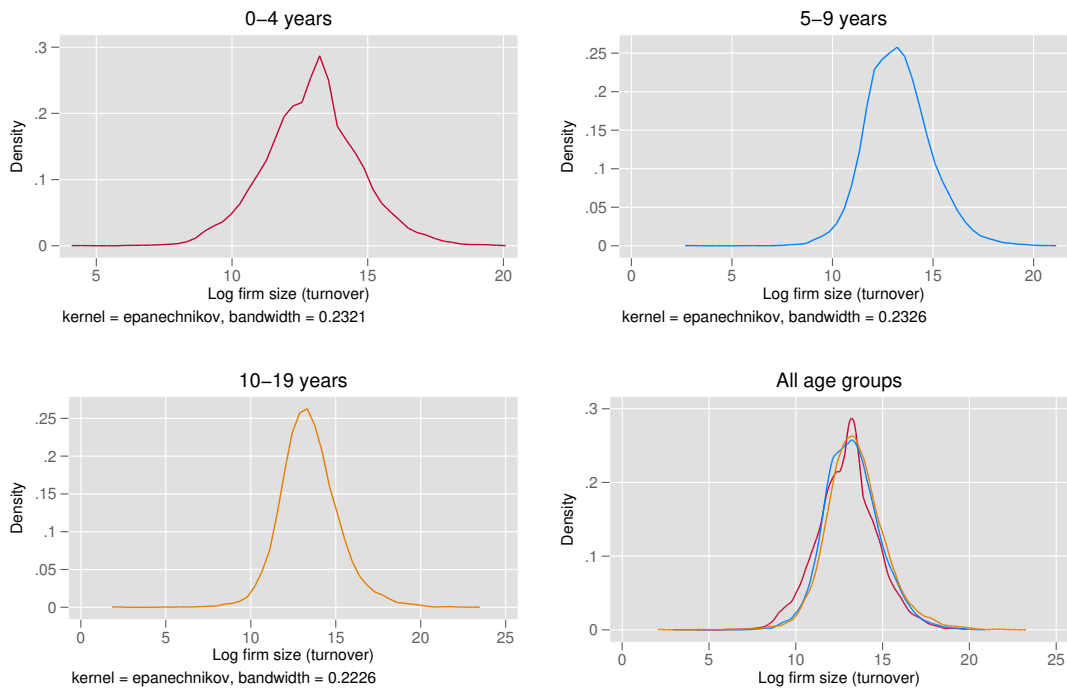 0−4 years
.3
.2
.1
0
Density
5
10
15
20
Log firm size (turnover)
kernel = epanechnikov, bandwidth = 0.2321
5−9 years
.25
.2
.15
.1
.05
0
Density
0
5
10
15
20
Log firm size (turnover)
kernel = epanechnikov, bandwidth = 0.2326
10−19 years
.25
.2
.15
.1
.05
0
Density
0
5
10
15
20
25
Log firm size (turnover)
kernel = epanechnikov, bandwidth = 0.2226
All age groups
.3
.2
.1
0
Density
0
5
10
15
20
25
Log firm size (turnover)